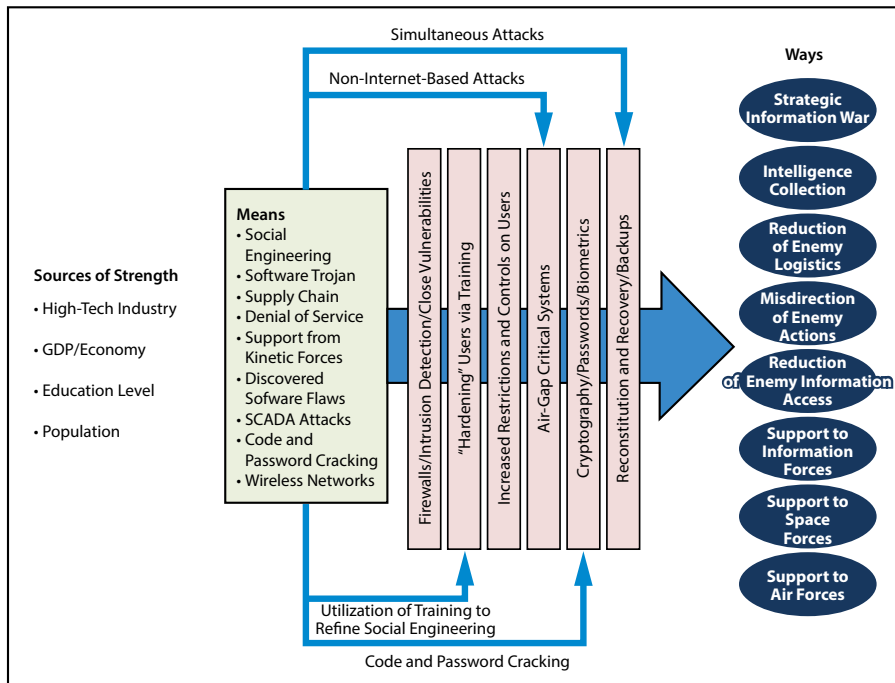 Simultaneous Attacks
Non-Internet-Based Attacks
Sources of Strength
• High-Tech Industry
• GDP/Economy
• Education Level
• Population
Means
• Social
Engineering
• Software Trojan
• Supply Chain
• Denial of Service
• Support from
Kinetic Forces
• Discovered
Sofware Flaws
• SCADA Attacks
• Code and
Password Cracking
• Wireless Networks
Firewalls/Intrusion Detection/Close Vulnerabilities
“Hardening” Users via Training
Increased Restrictions and Controls on Users
Air-Gap Critical Systems
Cryptography/Passwords/Biometrics
Reconstitution and Recovery/Backups
Utilization of Training to
Refine Social Engineering
Code and Password Cracking
Ways
Strategic
Information War
Intelligence
Collection
Reduction
of Enemy
Logistics
Misdirection
of Enemy
Actions
Reduction
of Enemy Information
Access
Support to
Information
Forces
Support to
Space
Forces
Support to
Air Forces